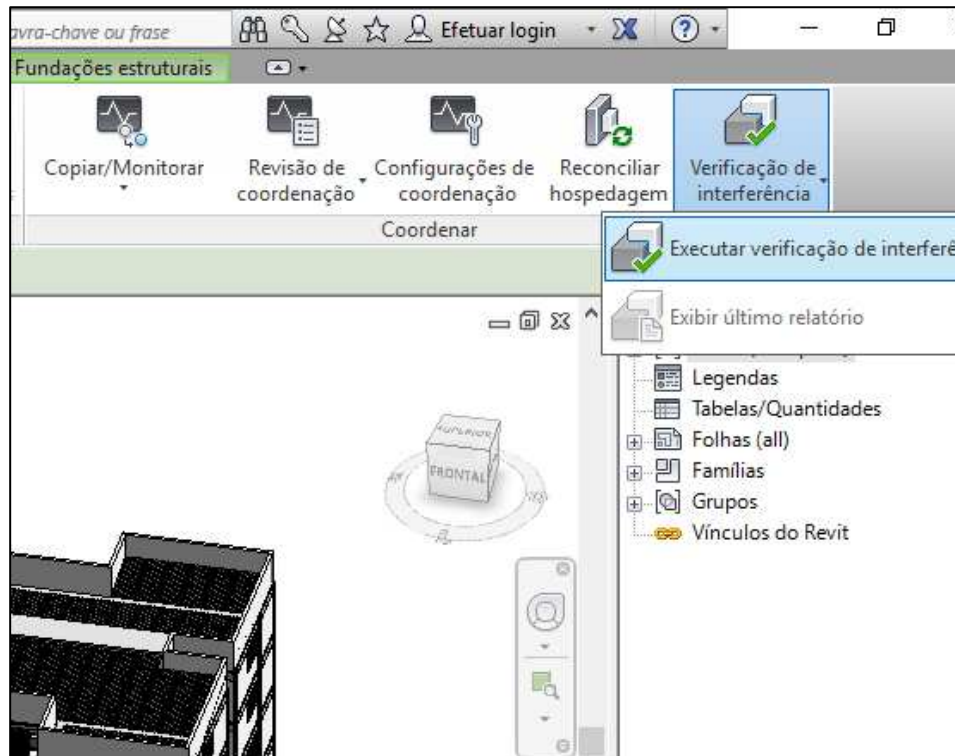 avra-chave ou frase
Efetuar login
Fundações estruturais
Copiar/Monitorar
Revisão de
coordenação
Configurações de
coordenação
Reconciliar
hospedagem
Verificação de
interferência
Coordenar
Executar verificação de interferê
Exibir último relatório
Legendas
Tabelas/Quantidades
Folhas (all)
Famílias
Grupos
Vínculos do Revit
SUPERIOR
FRONTAL